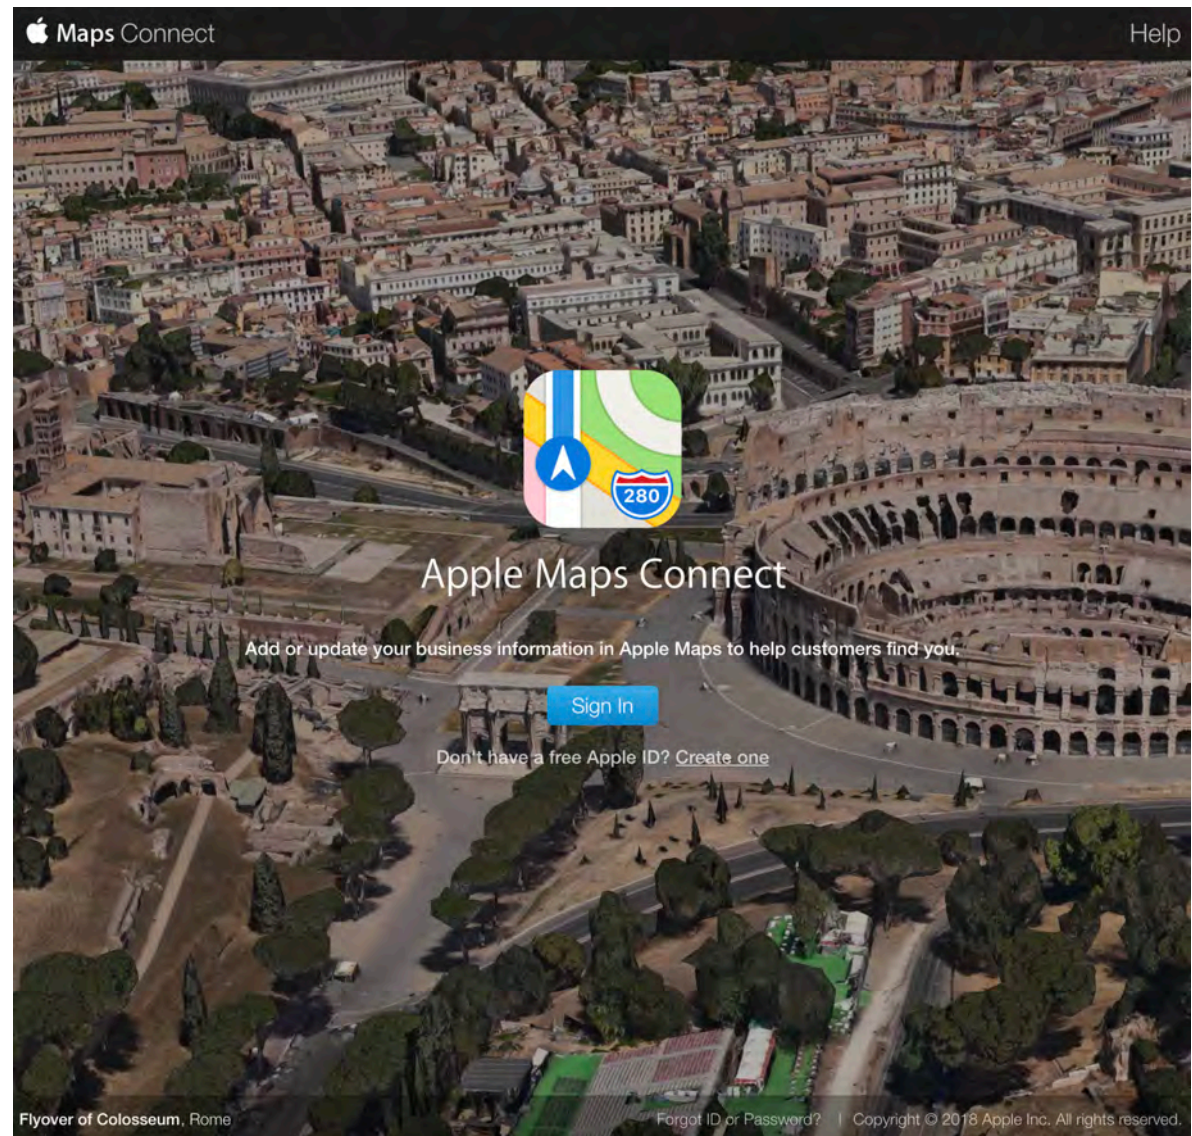 Maps Connect
Help
280
Apple Maps Connect
Add or update your business information in Apple Maps to help customers find you.
Sign In
Don't have a free Apple ID? Create one
Flyover of Colosseum, Rome
Forgot ID or Password? | Copyright © 2018 Apple Inc. All rights reserved.